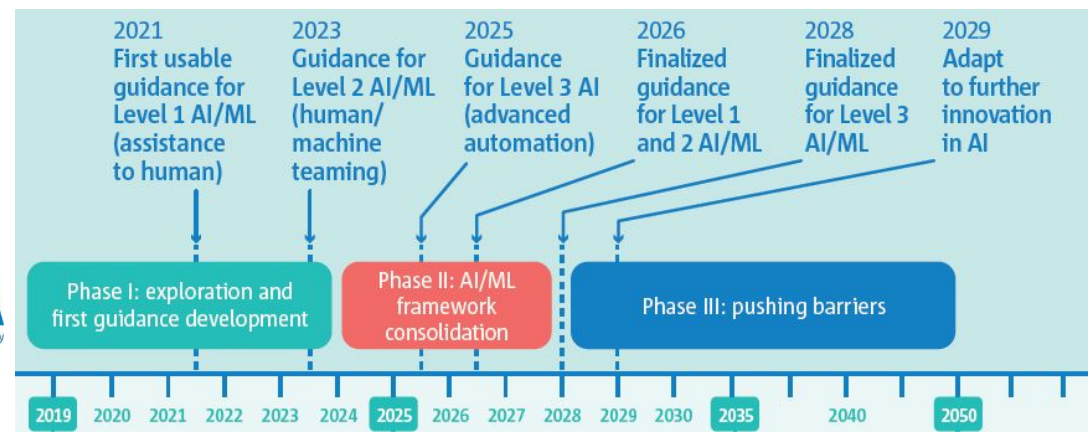 2021
First usable
guidance for
Level 1 AI/ML
(assistance
to human)
2023
Guidance for
Level 2 AI/ML
(human/
machine
teaming)
2025
Guidance
for Level 3 AI
(advanced
automation)
2026
Finalized
guidance
for Level 1
and 2 AI/ML
2028
Finalized
guidance
for Level 3
AI/ML
2029
Adapt
to further
innovation
in AI
Phase I: exploration and
first guidance development
Phase II: AI/ML
framework
consolidation
Phase III: pushing barriers
2019 2020 2021 2022 2023 2024 2025 2026 2027 2028 2029 2030 2035 2040 2050